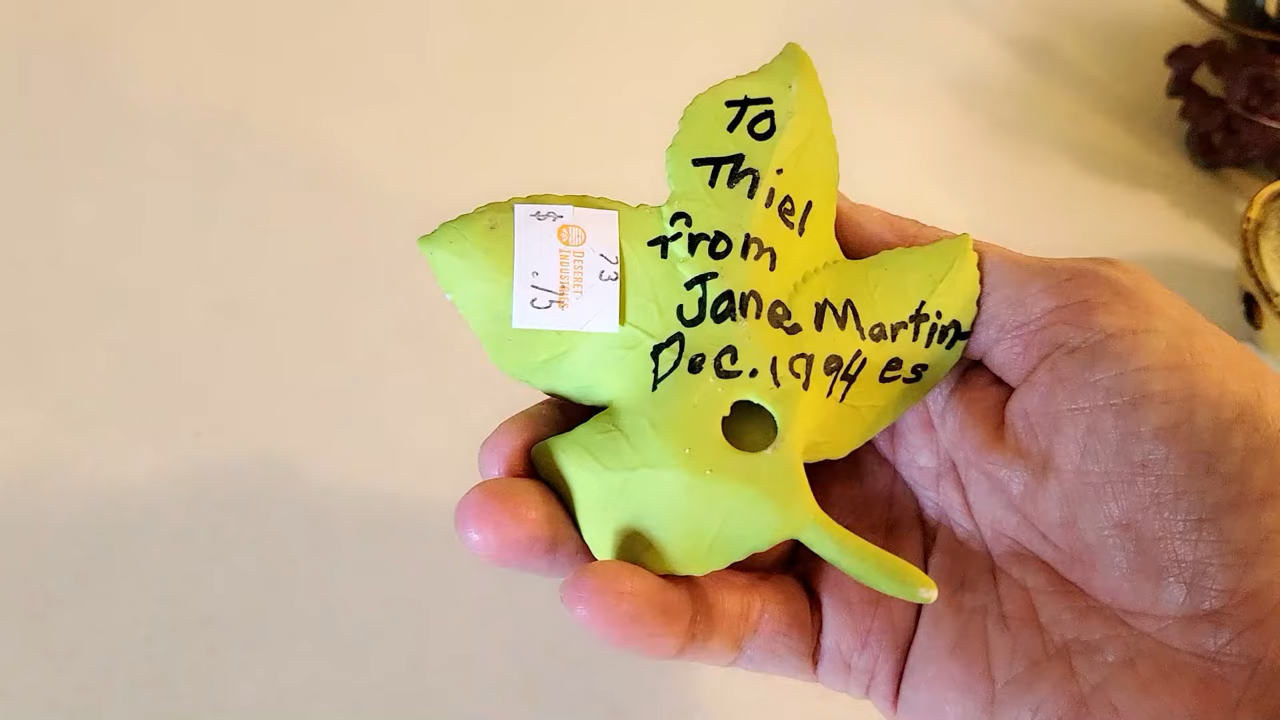 To
Thiel
from
Jane Martin
Dec. 1994 es
$ .75
DESERET
INDUSTRIES
73